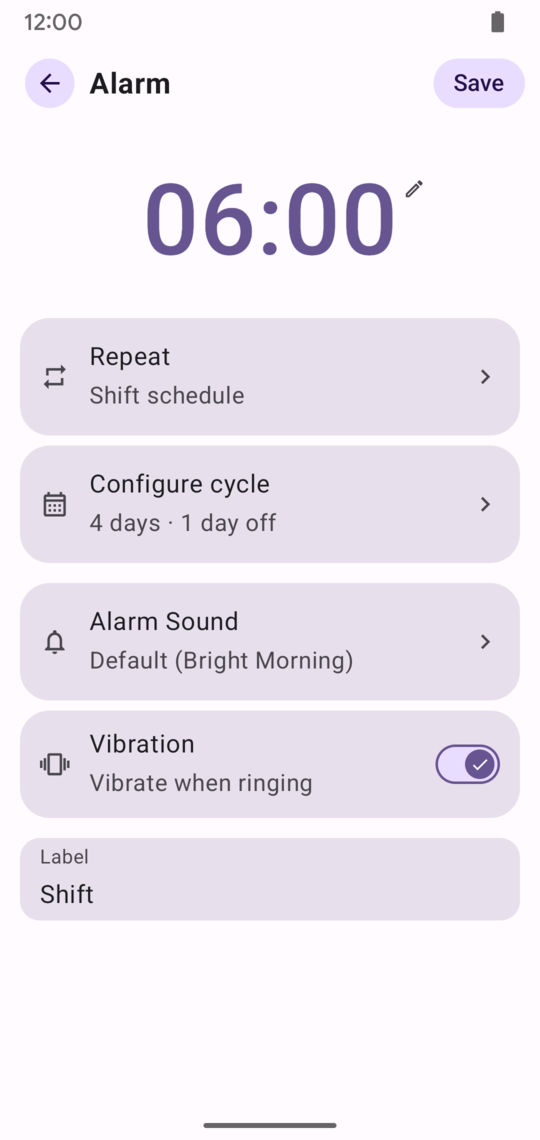 12:00
Alarm
Save
06:00
Repeat
Shift schedule
Configure cycle
4 days · 1 day off
Alarm Sound
Default (Bright Morning)
Vibration
Vibrate when ringing
Label
Shift